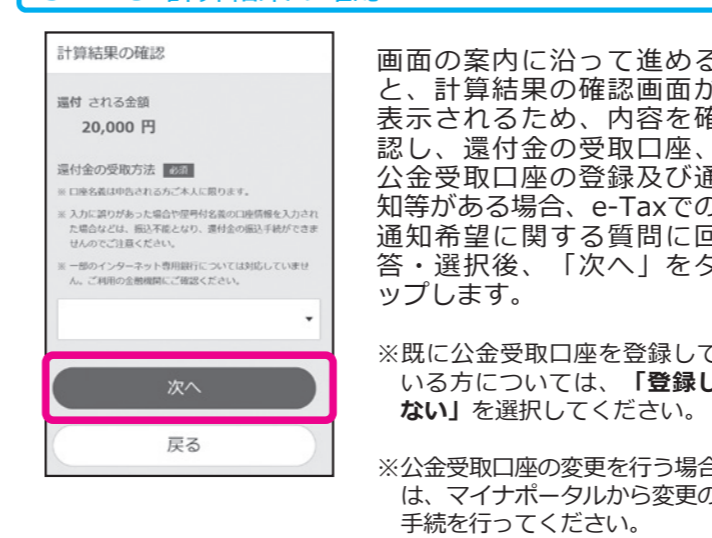 計算結果の確認
還付 される金額
20,000 円
還付金の受取方法 必須
※ 口座名義は申告される方ご本人に限ります。
※ 入力に誤りがあった場合や屋号付名義の口座情報を入力され
た場合などは、振込不能となり、還付金の振込手続ができま
せんのでご注意ください。
※ 一部のインターネット専用銀行については対応していませ
ん。ご利用の金融機関にご確認ください。
次へ
戻る
画面の案内に沿って進める
と、計算結果の確認画面が
表示されるため、内容を確
認し、還付金の受取口座、
公金受取口座の登録及び通
知等がある場合、e-Taxでの
通知希望に関する質問に回
答・選択後、「次へ」をタ
ップします。
※既に公金受取口座を登録して
いる方については、「登録し
ない」を選択してください。
※公金受取口座の変更を行う場合
は、マイナポータルから変更の
手続を行ってください。